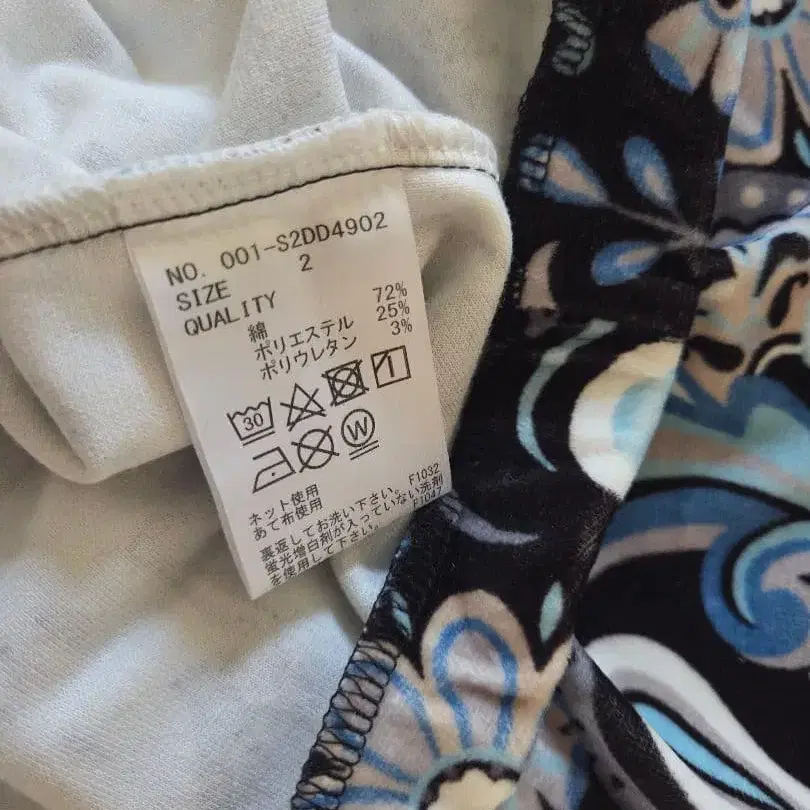 NO. 001-S2DD4902
SIZE 2
QUALITY
綿 72%
ポリエステル 25%
ポリウレタン 3%
30
W
ネット使用
あて布使用
裏返してお洗い下さい。 F1032
蛍光増白剤が入っていない洗剤 F1047
を使用して下さい。